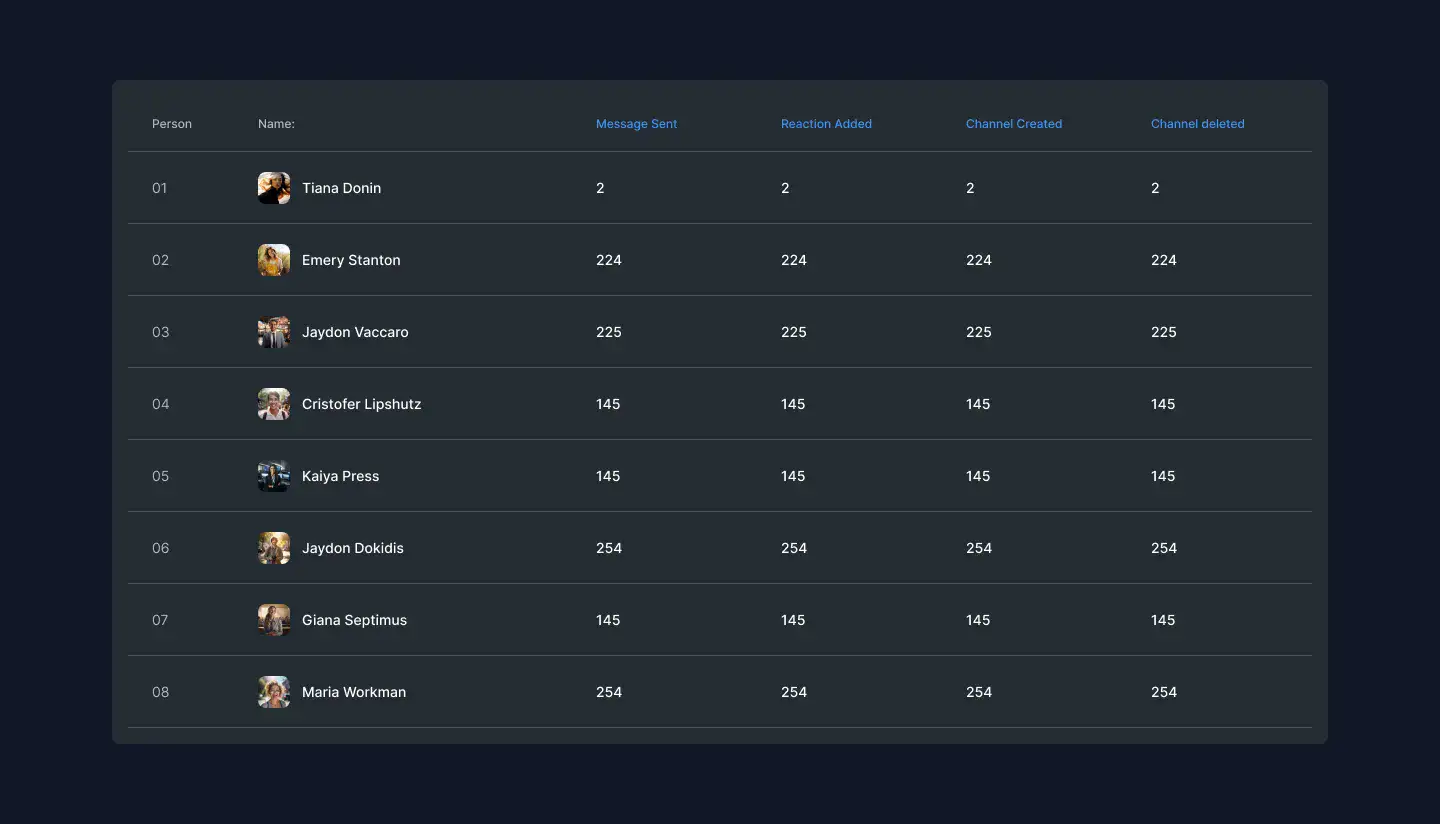 Person Name: Message Sent Reaction Added Channel Created Channel deleted
01 Tiana Donin 2 2 2 2
02 Emery Stanton 224 224 224 224
03 Jaydon Vaccaro 225 225 225 225
04 Cristofer Lipshutz 145 145 145 145
05 Kaiya Press 145 145 145 145
06 Jaydon Dokidis 254 254 254 254
07 Giana Septimus 145 145 145 145
08 Maria Workman 254 254 254 254